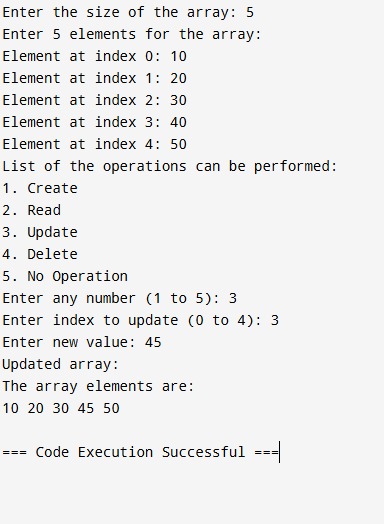 Enter the size of the array: 5
Enter 5 elements for the array:
Element at index 0: 10
Element at index 1: 20
Element at index 2: 30
Element at index 3: 40
Element at index 4: 50
List of the operations can be performed:
1. Create
2. Read
3. Update
4. Delete
5. No Operation
Enter any number (1 to 5): 3
Enter index to update (0 to 4): 3
Enter new value: 45
Updated array:
The array elements are:
10 20 30 45 50
=== Code Execution Successful ===